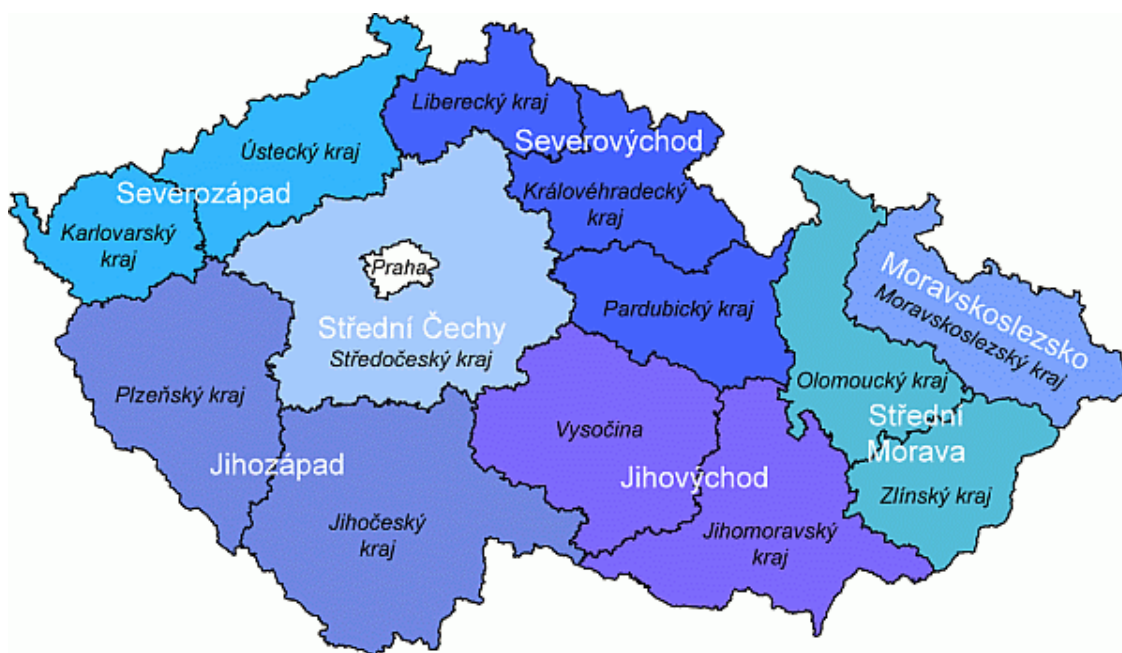 Liberecký kraj
Severovýchod
Ústecký kraj
Severozápad
Královéhradecký
kraj
Karlovarský
kraj
Praha
Moravskoslezsko
Moravskoslezský kraj
Pardubický kraj
Střední Čechy
Středočeský kraj
Plzeňský kraj
Olomoucký kraj
Střední
Morava
Vysočina
Jihozápad
Jihovýchod
Zlínský kraj
Jihočeský
kraj
Jihomoravský
kraj